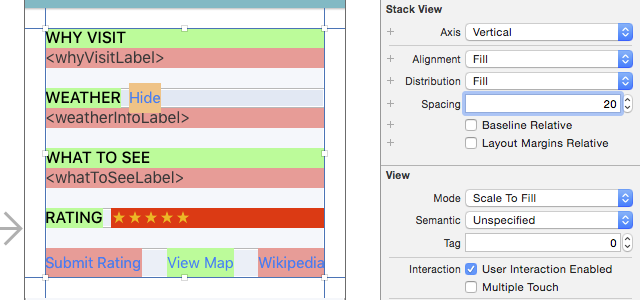 WHY VISIT
<whyVisitLabel>
WEATHER Hide
<weatherInfoLabel>
WHAT TO SEE
<whatToSeeLabel>
RATING ★★★★★
Submit Rating View Map Wikipedia
Stack View
+ Axis Vertical
+ Alignment Fill
+ Distribution Fill
+ Spacing 20
+ Baseline Relative
+ Layout Margins Relative
View
Mode Scale To Fill
Semantic Unspecified
Tag 0
Interaction User Interaction Enabled
Multiple Touch